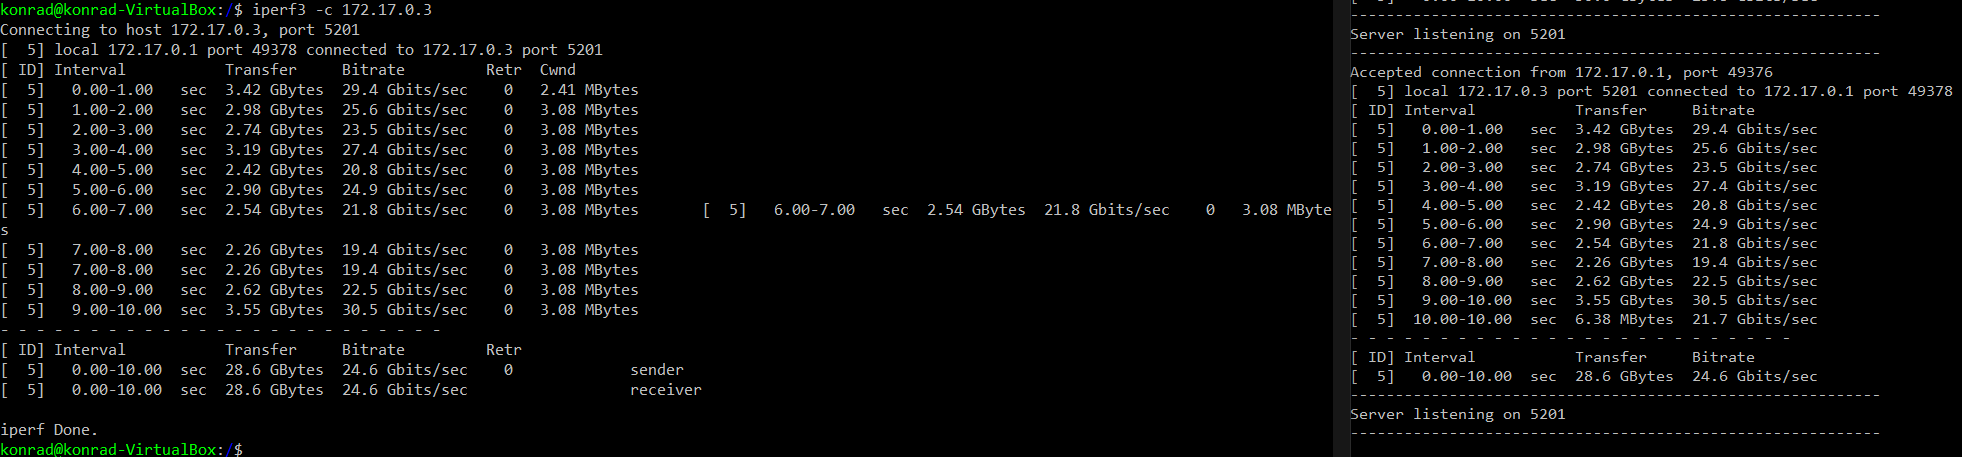 konrad@konrad-VirtualBox:/$ iperf3 -c 172.17.0.3
Connecting to host 172.17.0.3, port 5201
[  5] local 172.17.0.1 port 49378 connected to 172.17.0.3 port 5201
[ ID] Interval           Transfer     Bitrate         Retr  Cwnd
[  5]   0.00-1.00   sec  3.42 GBytes  29.4 Gbits/sec    0   2.41 MBytes
[  5]   1.00-2.00   sec  2.98 GBytes  25.6 Gbits/sec    0   3.08 MBytes
[  5]   2.00-3.00   sec  2.74 GBytes  23.5 Gbits/sec    0   3.08 MBytes
[  5]   3.00-4.00   sec  3.19 GBytes  27.4 Gbits/sec    0   3.08 MBytes
[  5]   4.00-5.00   sec  2.42 GBytes  20.8 Gbits/sec    0   3.08 MBytes
[  5]   5.00-6.00   sec  2.90 GBytes  24.9 Gbits/sec    0   3.08 MBytes
[  5]   6.00-7.00   sec  2.54 GBytes  21.8 Gbits/sec    0   3.08 MBytes       [  5]   6.00-7.00   sec  2.54 GBytes  21.8 Gbits/sec    0   3.08 MByte
s
[  5]   7.00-8.00   sec  2.26 GBytes  19.4 Gbits/sec    0   3.08 MBytes
[  5]   7.00-8.00   sec  2.26 GBytes  19.4 Gbits/sec    0   3.08 MBytes
[  5]   8.00-9.00   sec  2.62 GBytes  22.5 Gbits/sec    0   3.08 MBytes
[  5]   9.00-10.00  sec  3.55 GBytes  30.5 Gbits/sec    0   3.08 MBytes
- - - - - - - - - - - - - - - - - - - - - - - - -
[ ID] Interval           Transfer     Bitrate         Retr
[  5]   0.00-10.00  sec  28.6 GBytes  24.6 Gbits/sec    0             sender
[  5]   0.00-10.00  sec  28.6 GBytes  24.6 Gbits/sec                  receiver

iperf Done.
konrad@konrad-VirtualBox:/$
-----------------------------------------------------------
Server listening on 5201
-----------------------------------------------------------
Accepted connection from 172.17.0.1, port 49376
[  5] local 172.17.0.3 port 5201 connected to 172.17.0.1 port 49378
[ ID] Interval           Transfer     Bitrate
[  5]   0.00-1.00   sec  3.42 GBytes  29.4 Gbits/sec
[  5]   1.00-2.00   sec  2.98 GBytes  25.6 Gbits/sec
[  5]   2.00-3.00   sec  2.74 GBytes  23.5 Gbits/sec
[  5]   3.00-4.00   sec  3.19 GBytes  27.4 Gbits/sec
[  5]   4.00-5.00   sec  2.42 GBytes  20.8 Gbits/sec
[  5]   5.00-6.00   sec  2.90 GBytes  24.9 Gbits/sec
[  5]   6.00-7.00   sec  2.54 GBytes  21.8 Gbits/sec
[  5]   7.00-8.00   sec  2.26 GBytes  19.4 Gbits/sec
[  5]   8.00-9.00   sec  2.62 GBytes  22.5 Gbits/sec
[  5]   9.00-10.00  sec  3.55 GBytes  30.5 Gbits/sec
[  5]  10.00-10.00  sec  6.38 MBytes  21.7 Gbits/sec
- - - - - - - - - - - - - - - - - - - - - - - - -
[ ID] Interval           Transfer     Bitrate
[  5]   0.00-10.00  sec  28.6 GBytes  24.6 Gbits/sec
-----------------------------------------------------------
Server listening on 5201
-----------------------------------------------------------